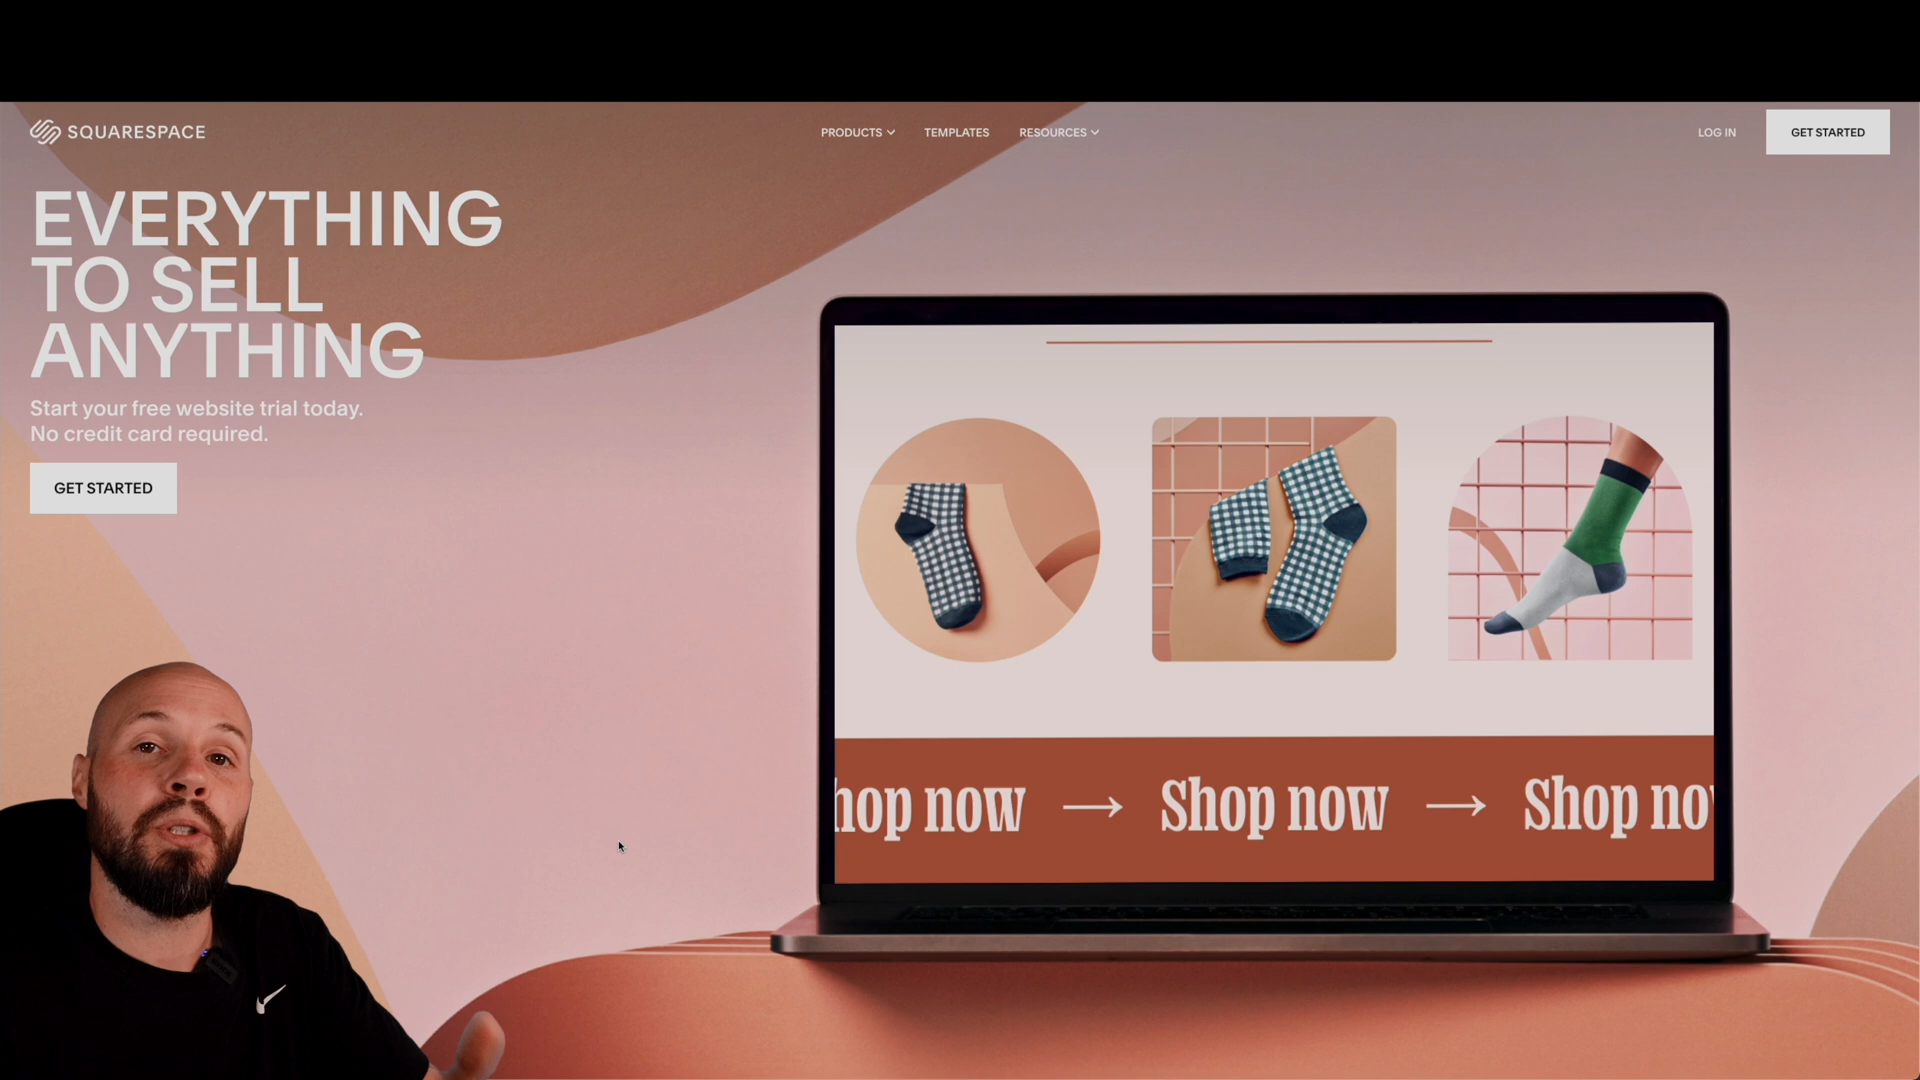 SQUARESPACE
PRODUCTS
TEMPLATES
RESOURCES
LOG IN
GET STARTED
EVERYTHING
TO SELL
ANYTHING
Start your free website trial today.
No credit card required.
GET STARTED
hop now → Shop now → Shop no